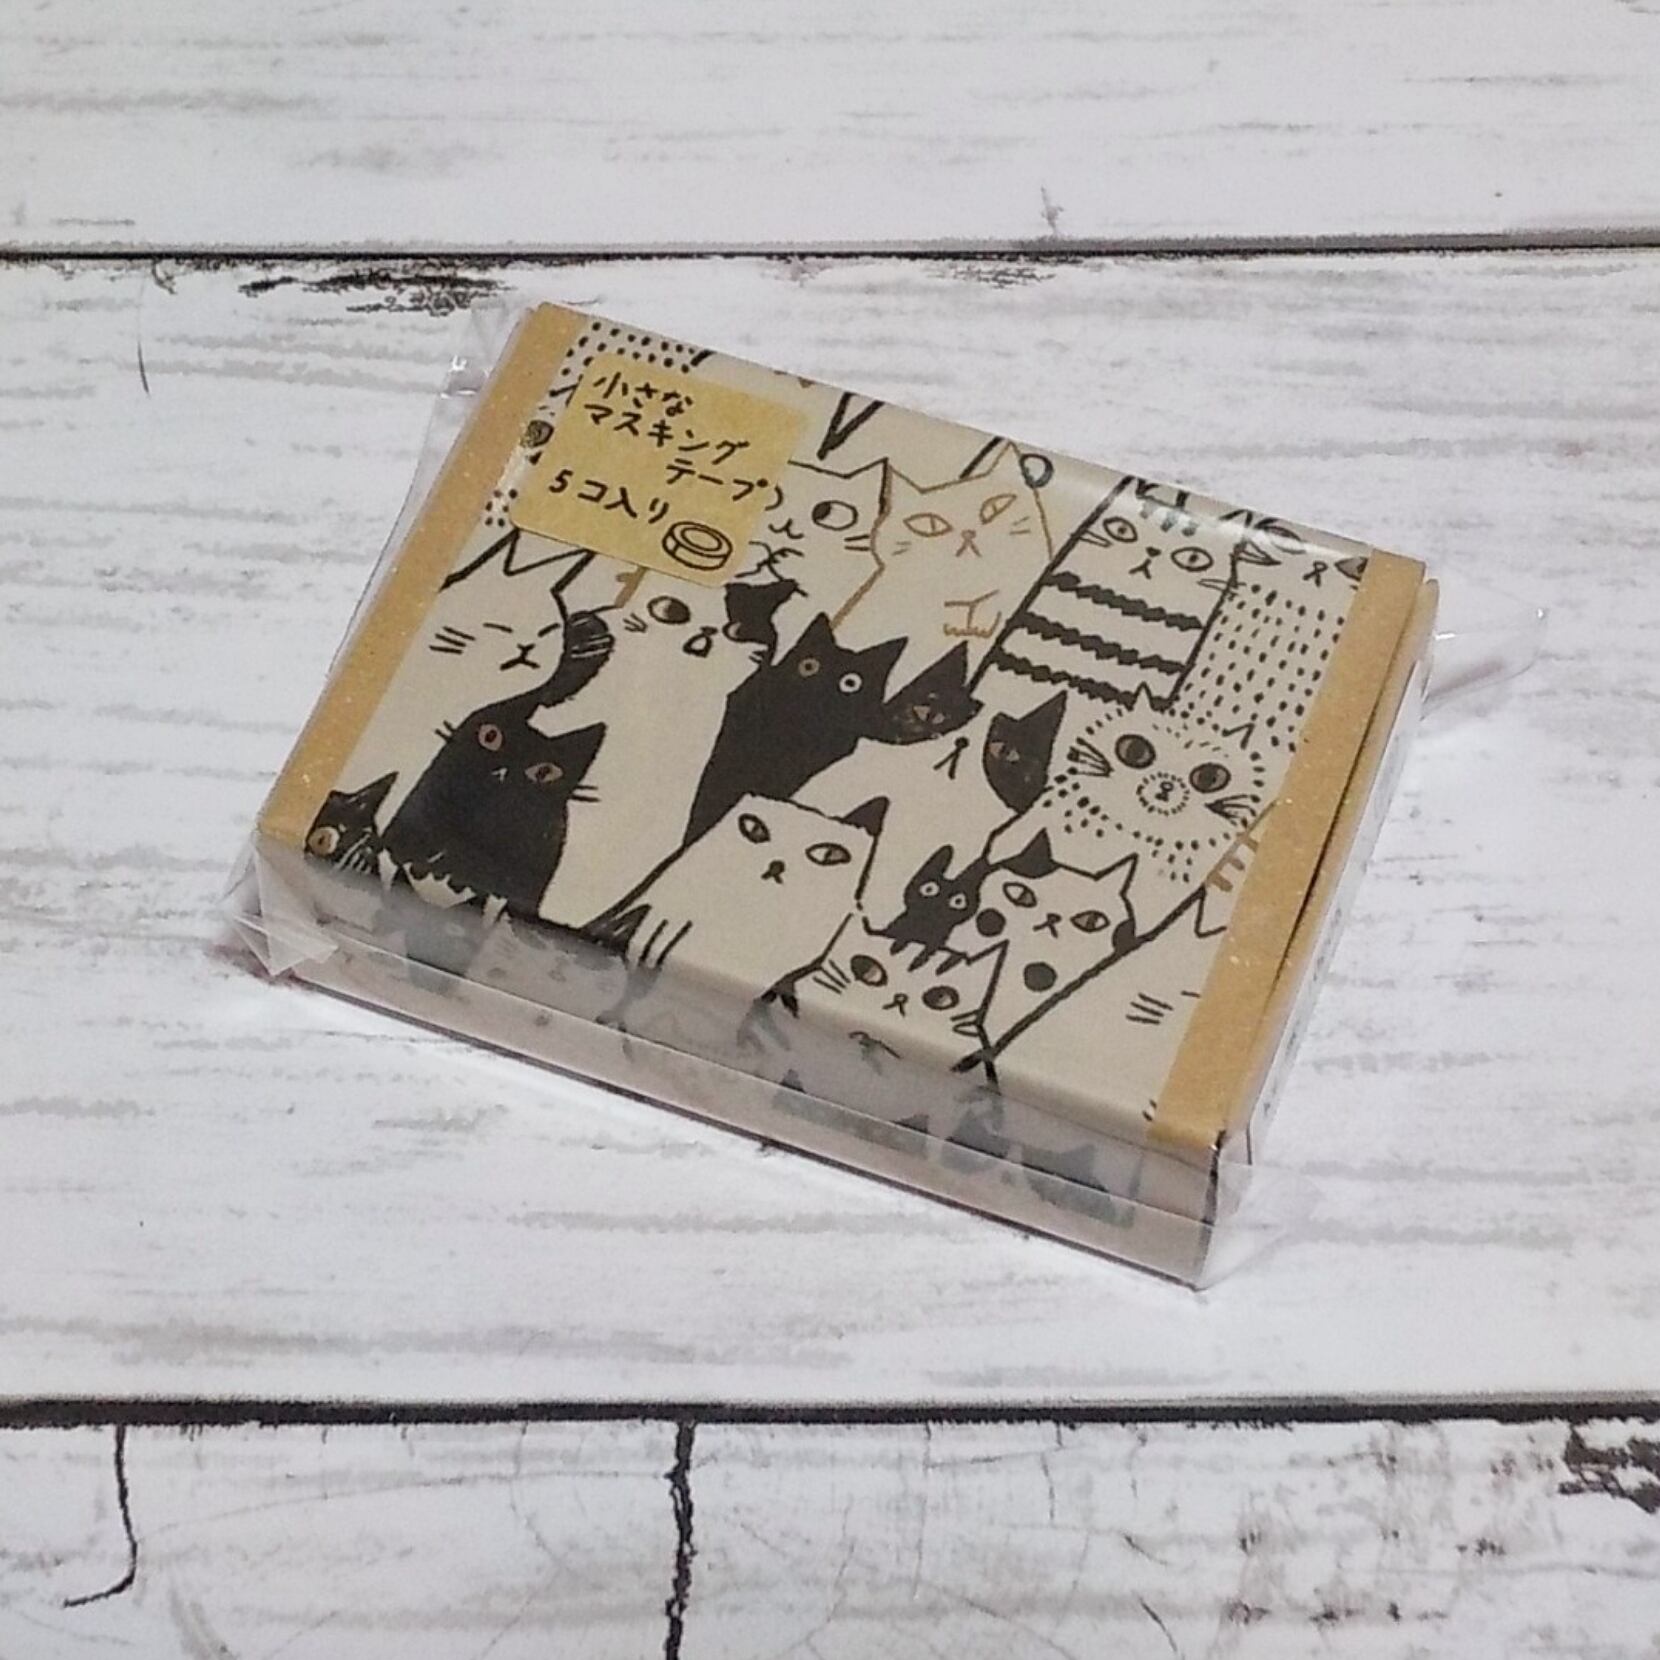 小さな
マスキング
テープ
5コ入り